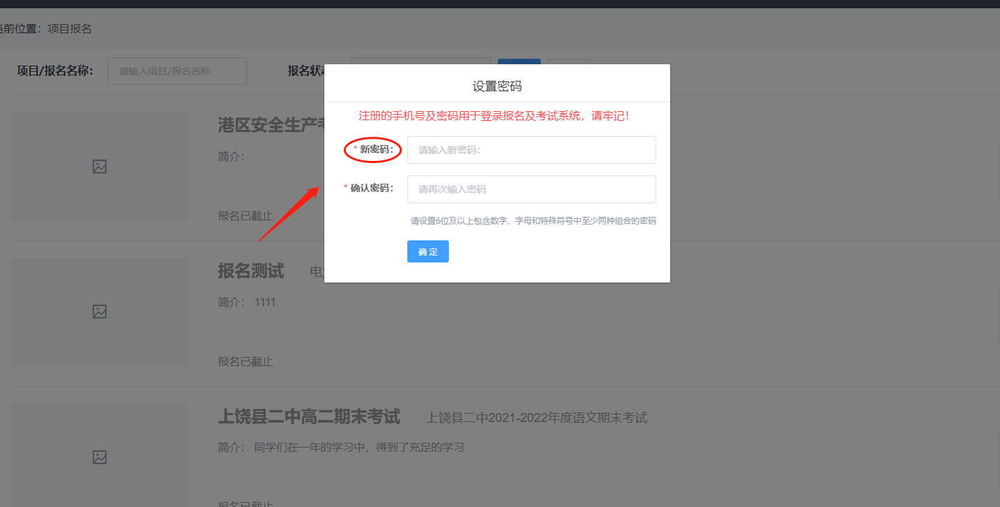 当前位置：项目报名
项目/报名名称：
请输入项目/报名名称
报名状
设置密码
注册的手机号及密码用于登录报名及考试系统，请牢记！
* 新密码：
请输入新密码：
* 确认密码：
请再次输入密码
请设置6位及以上包含数字、字母和特殊符号中至少两种组合的密码
确 定
港区安全生产
简介：
报名已截止
报名测试
简介： 1111
报名已截止
上饶县二中高二期末考试 上饶县二中2021-2022年度语文期末考试
简介： 同学们在一年的学习中，得到了充足的学习
报名已截止